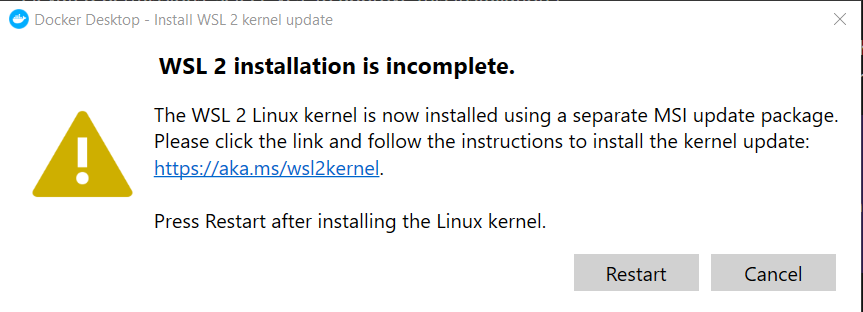 Docker Desktop - Install WSL 2 kernel update
WSL 2 installation is incomplete.
The WSL 2 Linux kernel is now installed using a separate MSI update package.
Please click the link and follow the instructions to install the kernel update:
https://aka.ms/wsl2kernel.
Press Restart after installing the Linux kernel.
Restart
Cancel